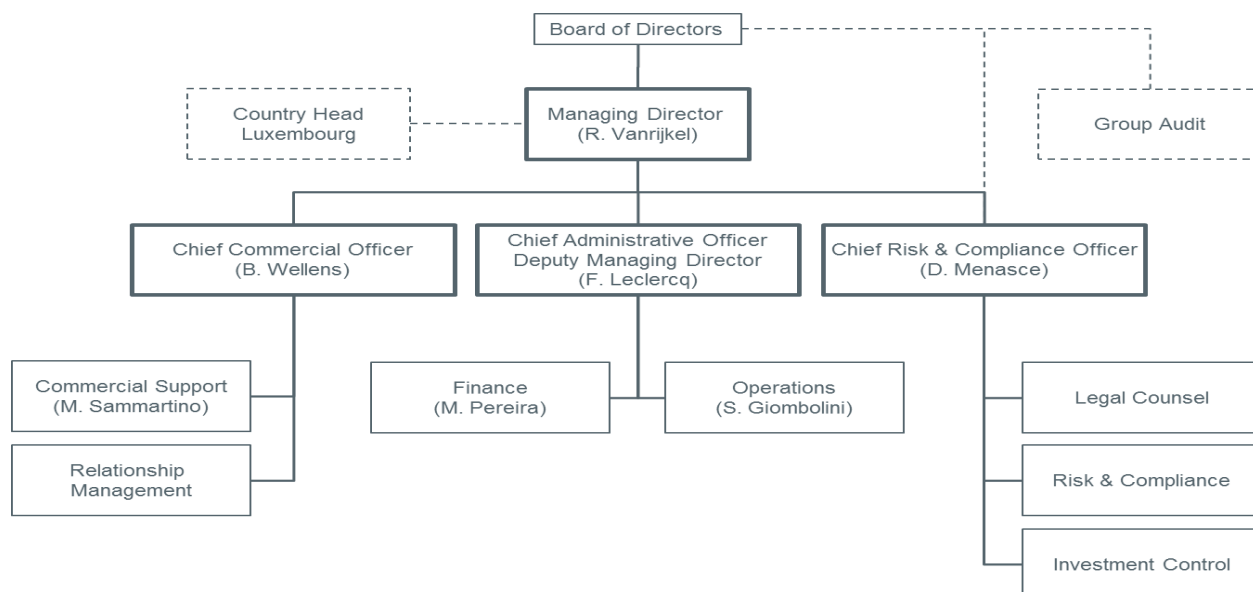 Board of Directors
Country Head
Luxembourg
Managing Director
(R. Vanrijkel)
Group Audit
Chief Commercial Officer
(B. Wellens)
Chief Administrative Officer
Deputy Managing Director
(F. Leclercq)
Chief Risk & Compliance Officer
(D. Menasce)
Commercial Support
(M. Sammartino)
Finance
(M. Pereira)
Operations
(S. Giombolini)
Legal Counsel
Relationship
Management
Risk & Compliance
Investment Control